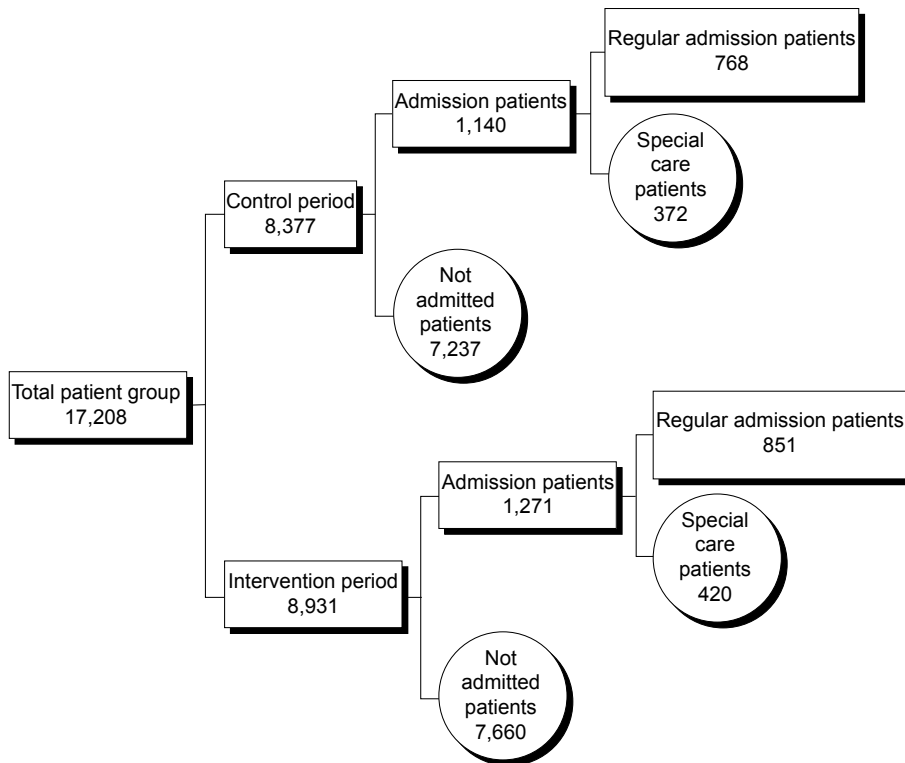 Regular admission patients
768
Admission patients
1,140
Special
care
patients
372
Control period
8,377
Not
admitted
patients
7,237
Total patient group
17,208
Regular admission patients
851
Admission patients
1,271
Special
care
patients
420
Intervention period
8,931
Not
admitted
patients
7,660